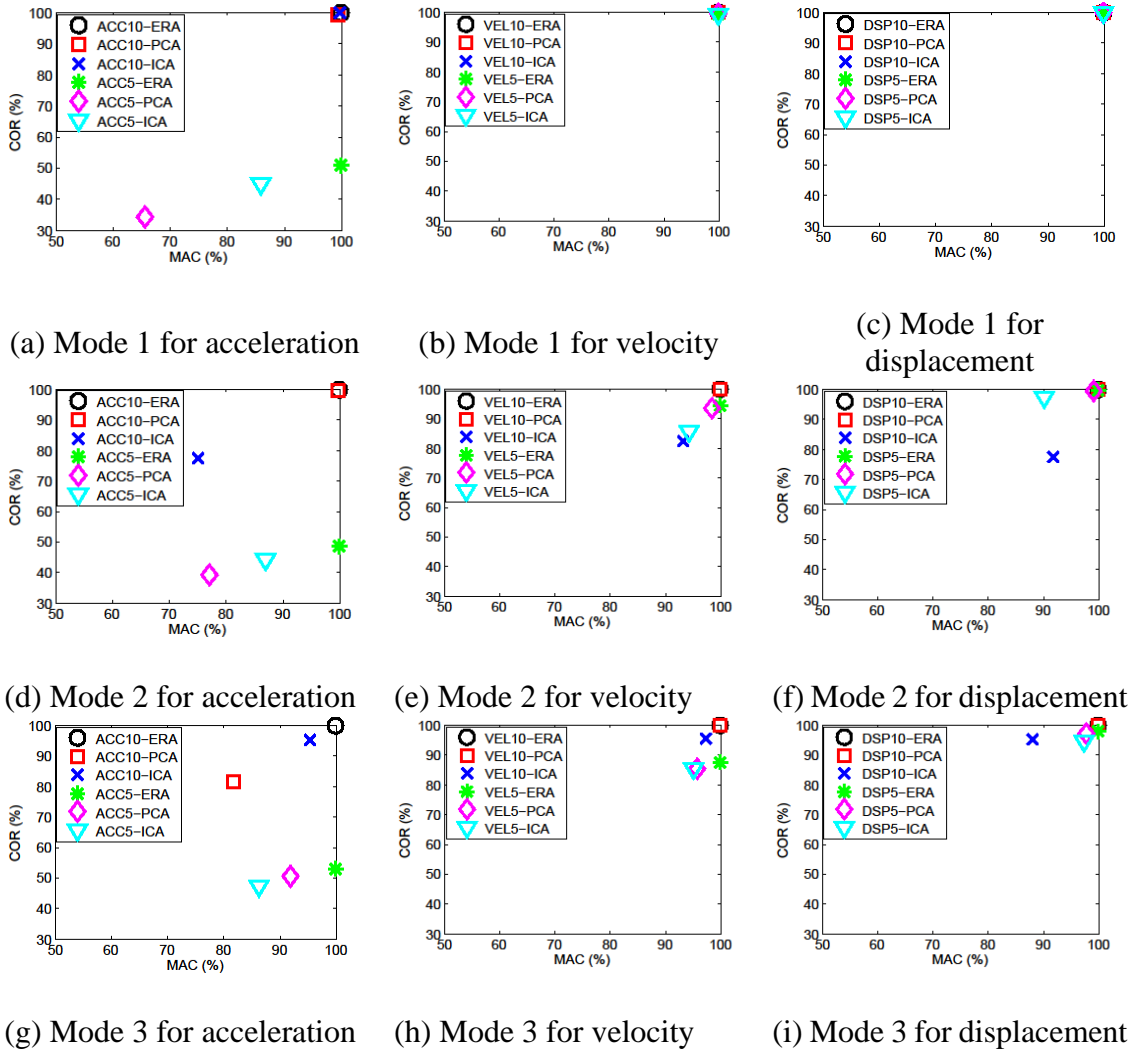 COR (%)
100
90
80
70
60
50
40
30
ACC10-ERA
ACC10-PCA
ACC10-ICA
ACC5-ERA
ACC5-PCA
ACC5-ICA
50 60 70 80 90 100
MAC (%)
COR (%)
100
90
80
70
60
50
40
30
VEL10-ERA
VEL10-PCA
VEL10-ICA
VEL5-ERA
VEL5-PCA
VEL5-ICA
50 60 70 80 90 100
MAC (%)
COR (%)
100
90
80
70
60
50
40
30
DSP10-ERA
DSP10-PCA
DSP10-ICA
DSP5-ERA
DSP5-PCA
DSP5-ICA
50 60 70 80 90 100
MAC (%)
(a) Mode 1 for acceleration
(b) Mode 1 for velocity
(c) Mode 1 for
displacement
COR (%)
100
90
80
70
60
50
40
30
ACC10-ERA
ACC10-PCA
ACC10-ICA
ACC5-ERA
ACC5-PCA
ACC5-ICA
50 60 70 80 90 100
MAC (%)
COR (%)
100
90
80
70
60
50
40
30
VEL10-ERA
VEL10-PCA
VEL10-ICA
VEL5-ERA
VEL5-PCA
VEL5-ICA
50 60 70 80 90 100
MAC (%)
COR (%)
100
90
80
70
60
50
40
30
DSP10-ERA
DSP10-PCA
DSP10-ICA
DSP5-ERA
DSP5-PCA
DSP5-ICA
50 60 70 80 90 100
MAC (%)
(d) Mode 2 for acceleration
(e) Mode 2 for velocity
(f) Mode 2 for displacement
COR (%)
100
90
80
70
60
50
40
30
ACC10-ERA
ACC10-PCA
ACC10-ICA
ACC5-ERA
ACC5-PCA
ACC5-ICA
50 60 70 80 90 100
MAC (%)
COR (%)
100
90
80
70
60
50
40
30
VEL10-ERA
VEL10-PCA
VEL10-ICA
VEL5-ERA
VEL5-PCA
VEL5-ICA
50 60 70 80 90 100
MAC (%)
COR (%)
100
90
80
70
60
50
40
30
DSP10-ERA
DSP10-PCA
DSP10-ICA
DSP5-ERA
DSP5-PCA
DSP5-ICA
50 60 70 80 90 100
MAC (%)
(g) Mode 3 for acceleration
(h) Mode 3 for velocity
(i) Mode 3 for displacement